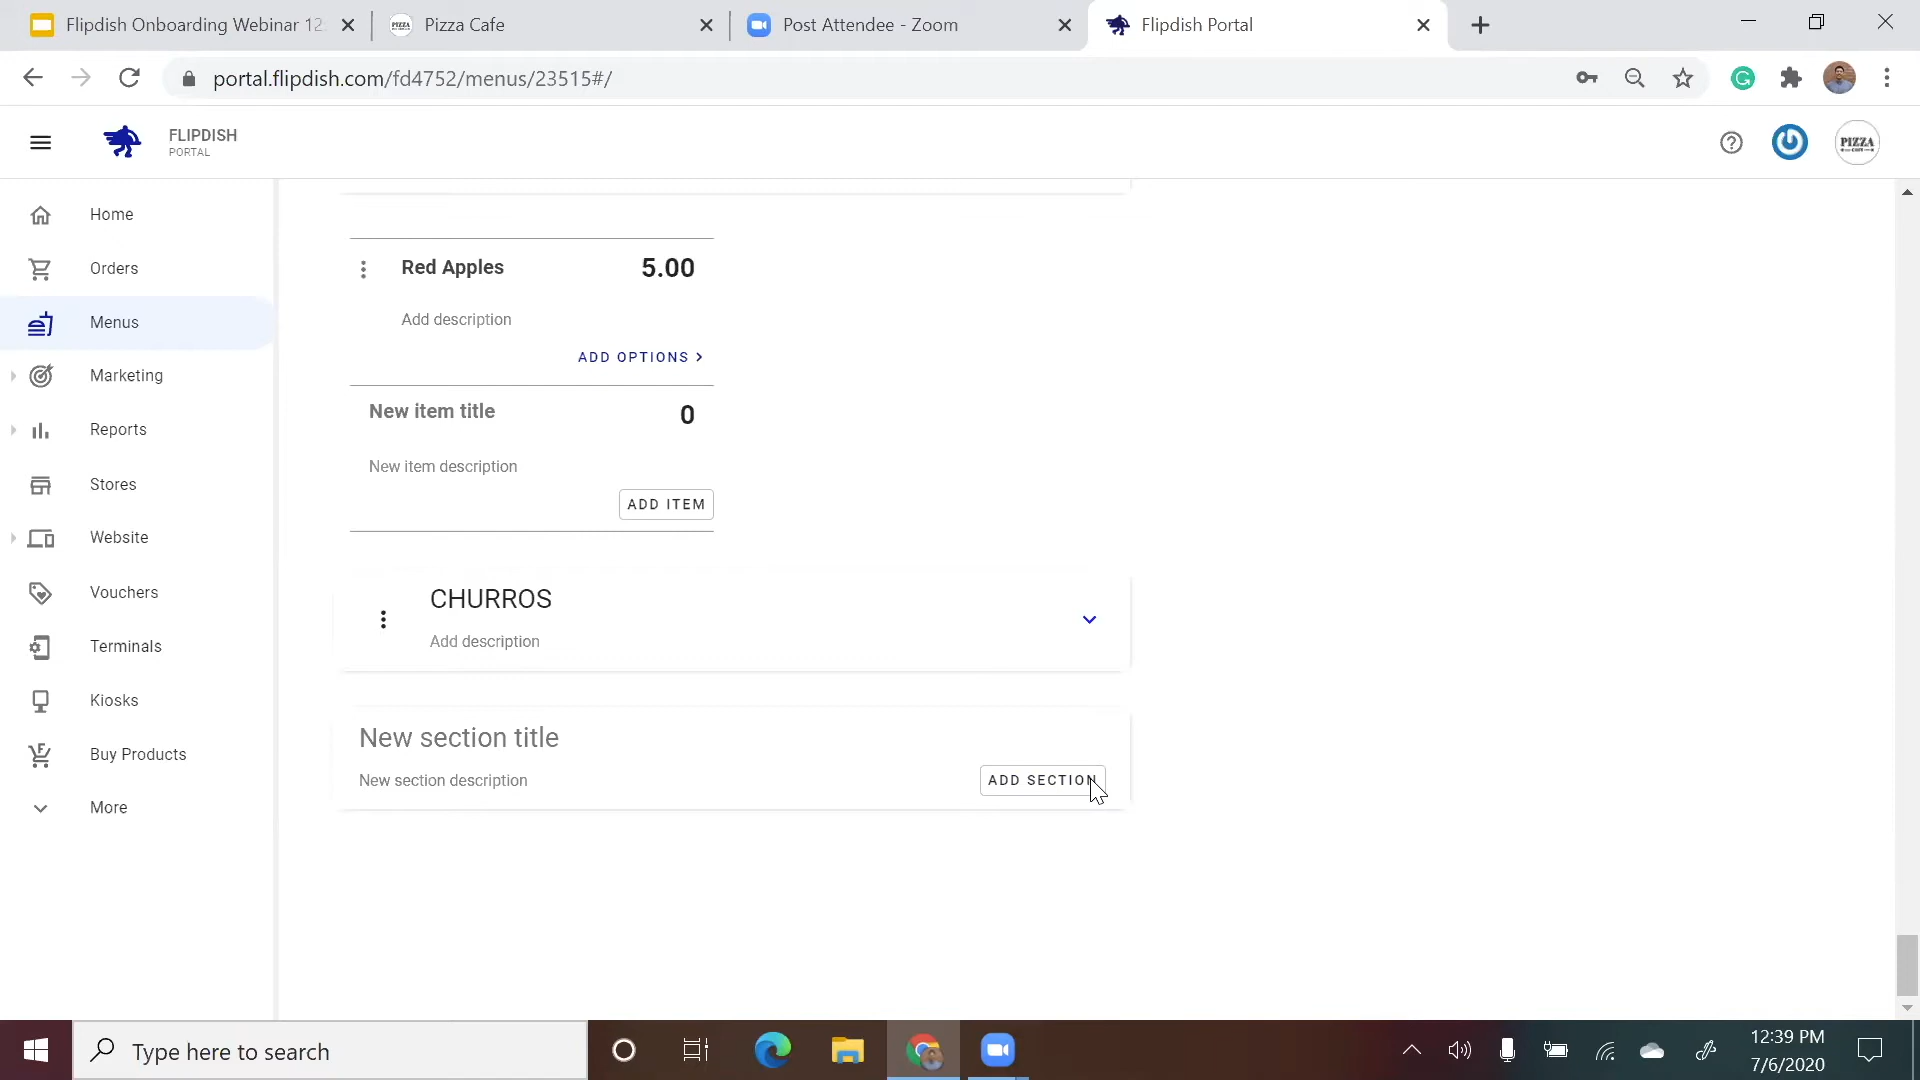 Flipdish Onboarding Webinar 12
Pizza Cafe
Post Attendee - Zoom
Flipdish Portal
portal.flipdish.com/fd4752/menus/23515#/
FLIPDISH
PORTAL
PIZZA
Home
Orders
Menus
Marketing
Reports
Stores
Website
Vouchers
Terminals
Kiosks
Buy Products
More
Red Apples 5.00
Add description
ADD OPTIONS >
New item title 0
New item description
ADD ITEM
CHURROS
Add description
New section title
New section description
ADD SECTION
Type here to search
12:39 PM
7/6/2020